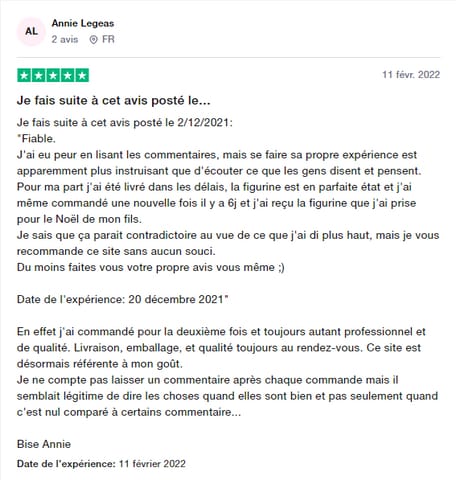 AL
Annie Legeas
2 avis FR
11 févr. 2022
Je fais suite à cet avis posté le...
Je fais suite à cet avis posté le 2/12/2021:
"Fiable.
J'ai eu peur en lisant les commentaires, mais se faire sa propre expérience est
apparemment plus instruisant que d'écouter ce que les gens disent et pensent.
Pour ma part j'ai été livré dans les délais, la figurine est en parfaite état et j'ai
même commandé une nouvelle fois il y a 6j et j'ai reçu la figurine que j'ai prise
pour le Noël de mon fils.
Je sais que ça parait contradictoire au vue de ce que j'ai di plus haut, mais je vous
recommande ce site sans aucun souci.
Du moins faites vous votre propre avis vous même ;)
Date de l'expérience: 20 décembre 2021"
En effet j'ai commandé pour la deuxième fois et toujours autant professionnel et
de qualité. Livraison, emballage, et qualité toujours au rendez-vous. Ce site est
désormais référente à mon goût.
Je ne compte pas laisser un commentaire après chaque commande mais il
semblait légitime de dire les choses quand elles sont bien et pas seulement quand
c'est nul comparé à certains commentaire...
Bise Annie
Date de l'expérience: 11 février 2022